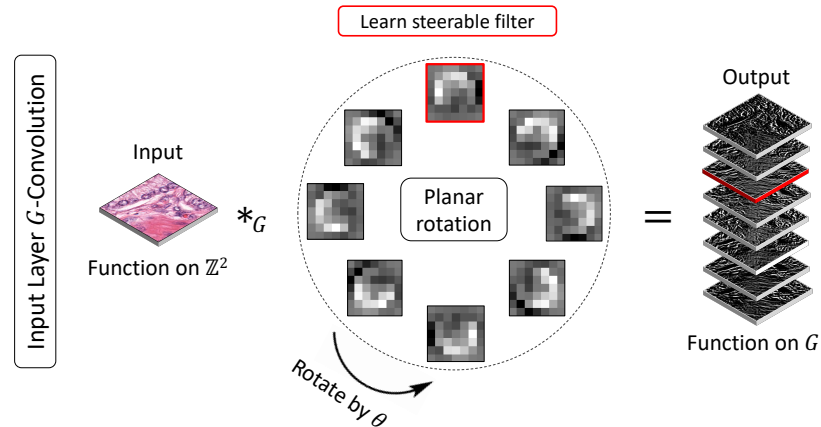 Learn steerable filter
Input Layer G-Convolution
Input
Function on ℤ²
*G
Planar
rotation
Rotate by θ
=
Output
Function on G